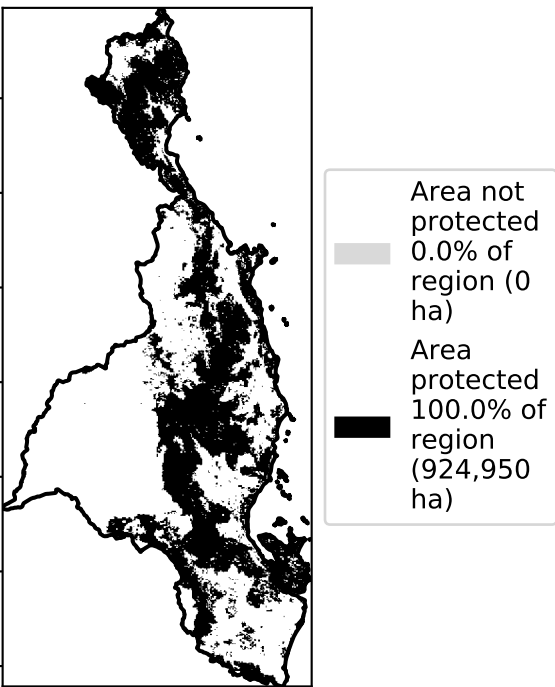 Area not
protected
0.0% of
region (0
ha)
Area
protected
100.0% of
region
(924,950
ha)